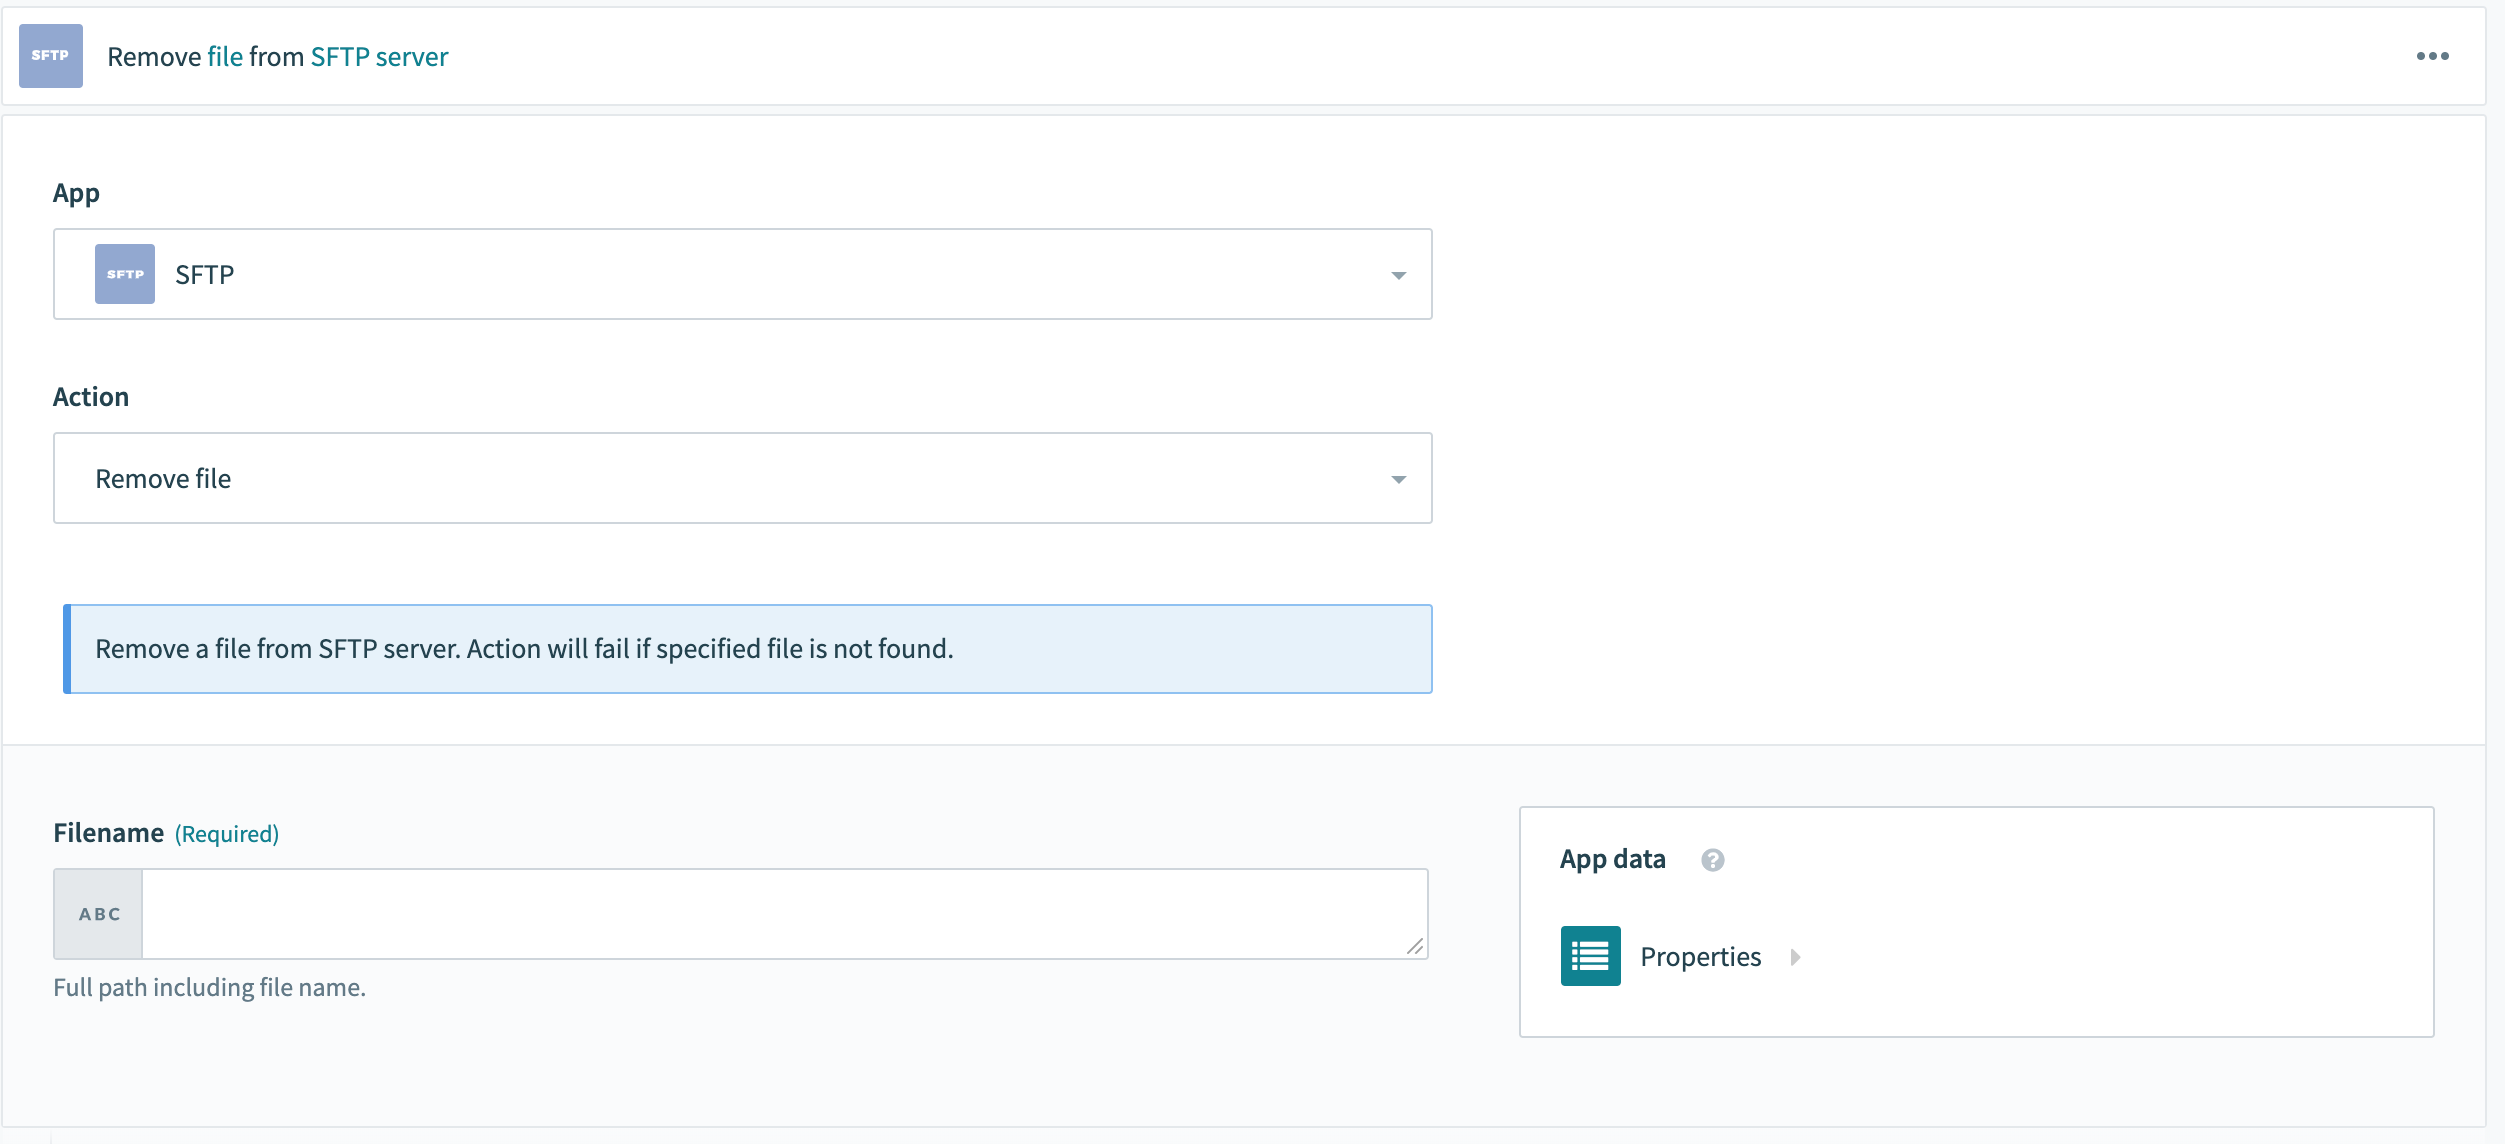 SFTP
Remove file from SFTP server
App
SFTP
SFTP
Action
Remove file
Remove a file from SFTP server. Action will fail if specified file is not found.
Filename (Required)
ABC
Full path including file name.
App data ?
Properties